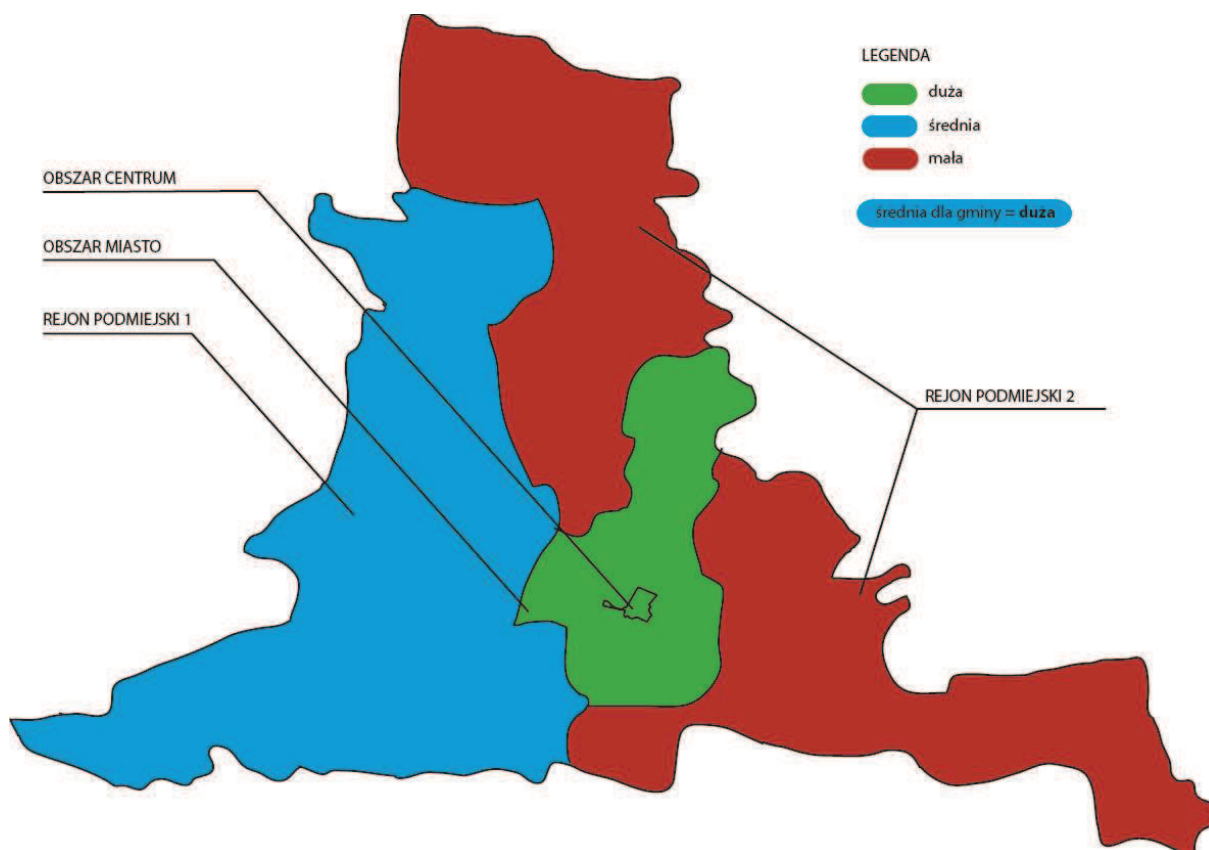 LEGENDA
duża
średnia
mała
średnia dla gminy = duża
OBSZAR CENTRUM
OBSZAR MIASTO
REJON PODMIEJSKI 1
REJON PODMIEJSKI 2